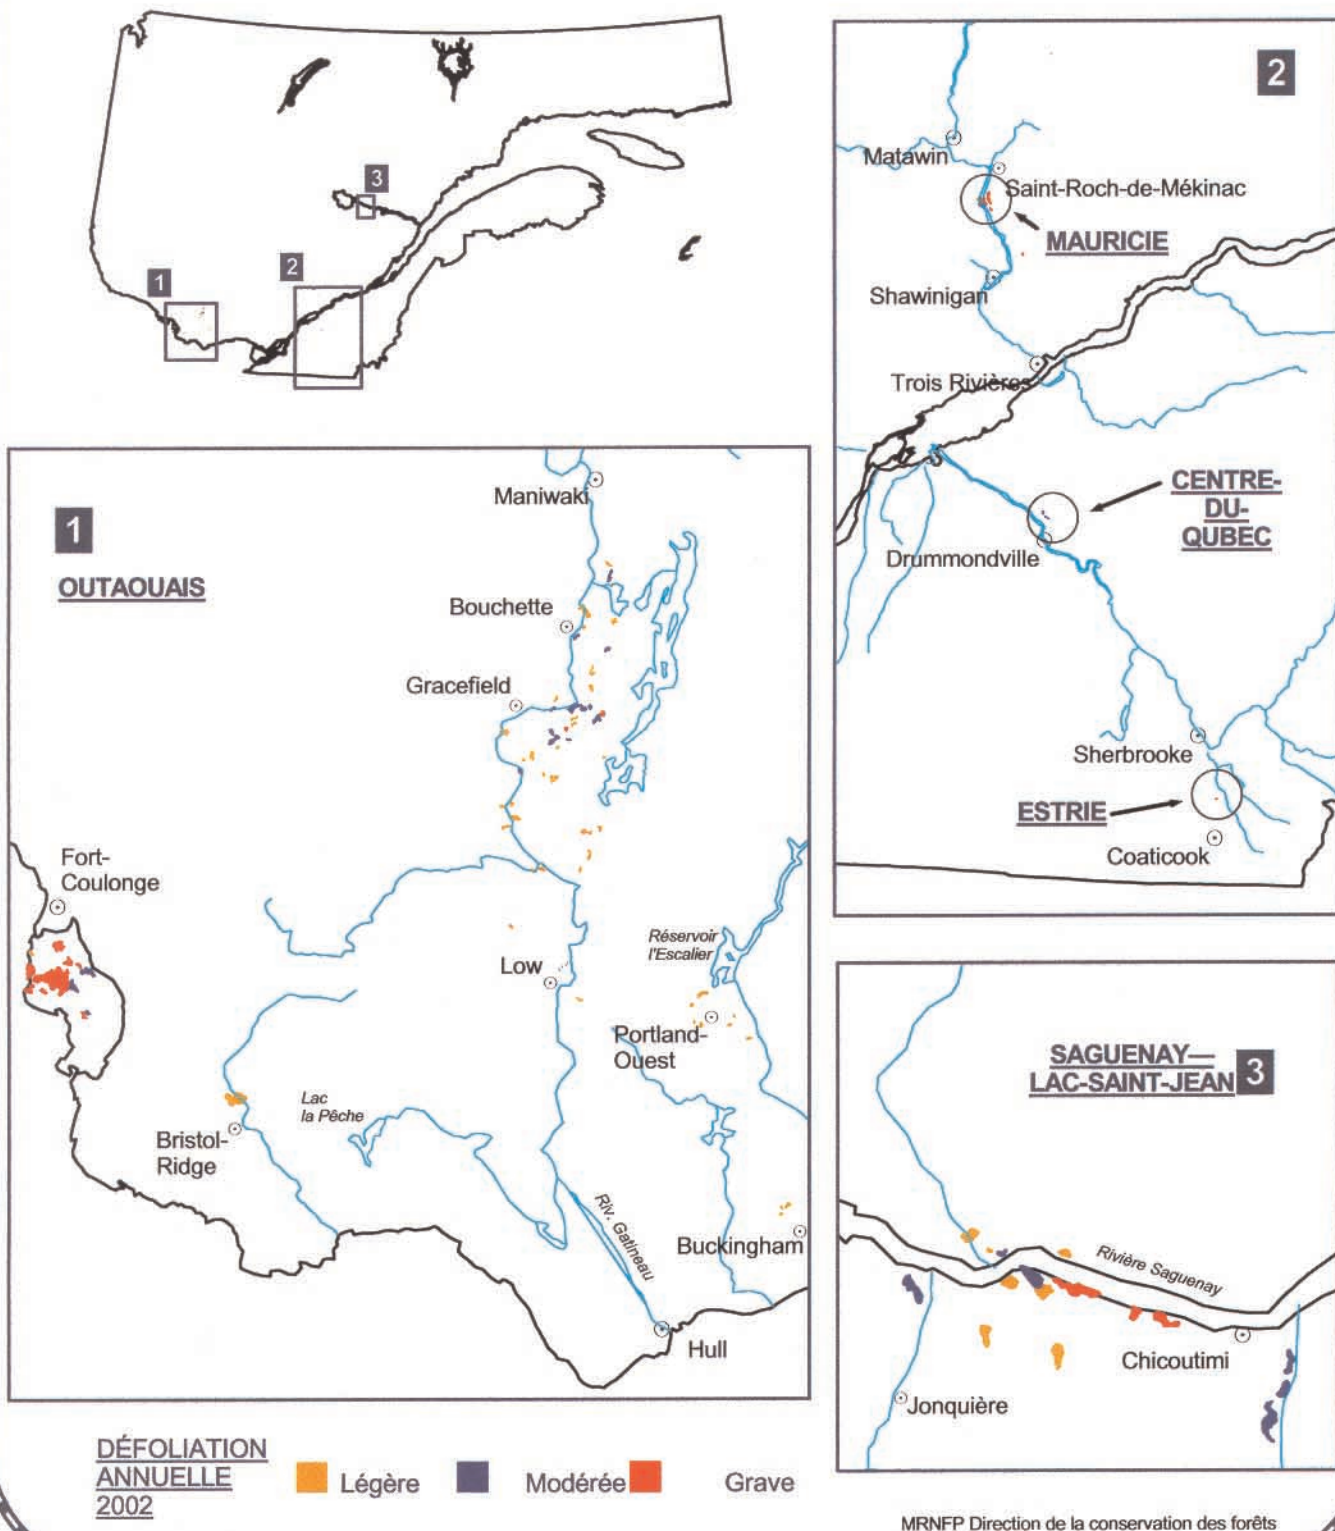 3
2
1
2
Matawin
Saint-Roch-de-Mékinac
MAURICIE
Shawinigan
Trois Rivières
CENTRE-
DU-
QUBEC
Drummondville
Sherbrooke
ESTRIE
Coaticook
1
OUTAOUAIS
Maniwaki
Bouchette
Gracefield
Fort-
Coulonge
Réservoir
l'Escalier
Low
Portland-
Ouest
Lac
la Pêche
Bristol-
Ridge
Riv. Gatineau
Buckingham
Hull
SAGUENAY—
LAC-SAINT-JEAN 3
Rivière Saguenay
Chicoutimi
Jonquière
DÉFOLIATION
ANNUELLE
2002
Légère Modérée Grave
MRNFP Direction de la conservation des forêts